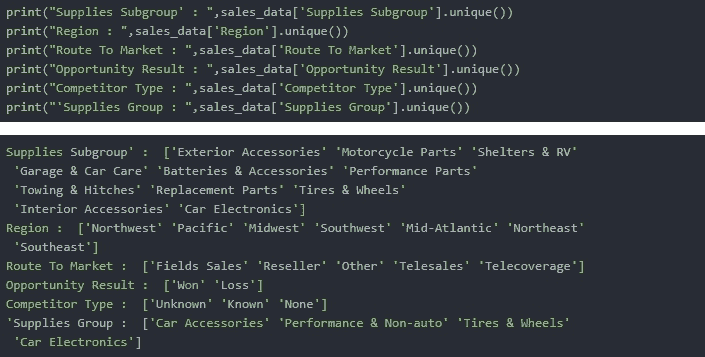 print("Supplies Subgroup' : ",sales_data['Supplies Subgroup'].unique())
print("Region : ",sales_data['Region'].unique())
print("Route To Market : ",sales_data['Route To Market'].unique())
print("Opportunity Result : ",sales_data['Opportunity Result'].unique())
print("Competitor Type : ",sales_data['Competitor Type'].unique())
print("'Supplies Group : ",sales_data['Supplies Group'].unique())
Supplies Subgroup' :  ['Exterior Accessories' 'Motorcycle Parts' 'Shelters & RV'
 'Garage & Car Care' 'Batteries & Accessories' 'Performance Parts'
 'Towing & Hitches' 'Replacement Parts' 'Tires & Wheels'
 'Interior Accessories' 'Car Electronics']
Region :  ['Northwest' 'Pacific' 'Midwest' 'Southwest' 'Mid-Atlantic' 'Northeast'
 'Southeast']
Route To Market :  ['Fields Sales' 'Reseller' 'Other' 'Telesales' 'Telecoverage']
Opportunity Result :  ['Won' 'Loss']
Competitor Type :  ['Unknown' 'Known' 'None']
'Supplies Group :  ['Car Accessories' 'Performance & Non-auto' 'Tires & Wheels'
 'Car Electronics']